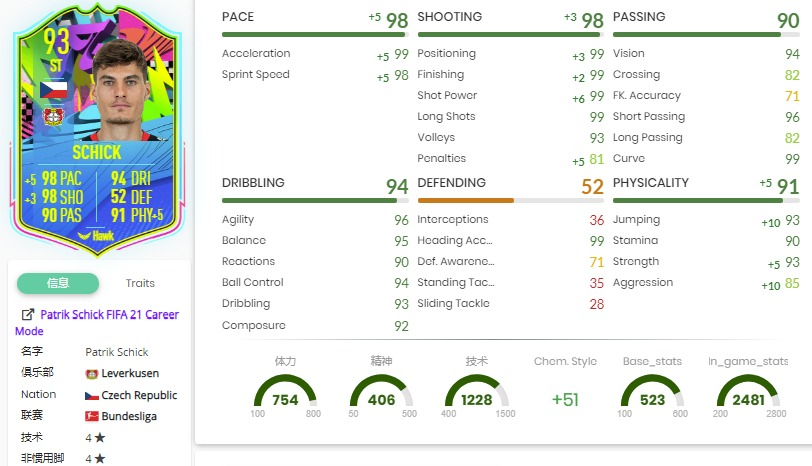 93
ST
SCHICK
+5 98 PAC 94 DRI
+3 98 SHO 52 DEF
90 PAS 91 PHY+5
Hawk
信息 Traits
Patrik Schick FIFA 21 Career
Mode
名字 Patrik Schick
俱乐部 Leverkusen
Nation Czech Republic
联赛 Bundesliga
技术 4 ★
非惯用脚 4 ★
PACE +5 98
Acceleration +5 99
Sprint Speed +5 98
SHOOTING +3 98
Positioning +3 99
Finishing +2 99
Shot Power +6 99
Long Shots 99
Volleys 93
Penalties +5 81
PASSING 90
Vision 94
Crossing 82
FK. Accuracy 71
Short Passing 96
Long Passing 82
Curve 99
DRIBBLING 94
Agility 96
Balance 95
Reactions 90
Ball Control 94
Dribbling 93
Composure 92
DEFENDING 52
Interceptions 36
Heading Acc... 99
Def. Awarene... 71
Standing Tac... 35
Sliding Tackle 28
PHYSICALITY +5 91
Jumping +10 93
Stamina 90
Strength +5 93
Aggression +10 85
体力
754
100 800
精神
406
50 500
技术
1228
400 1500
Chem. Style
+51
Base_stats
523
100 600
In_game_stats
2481
200 2800